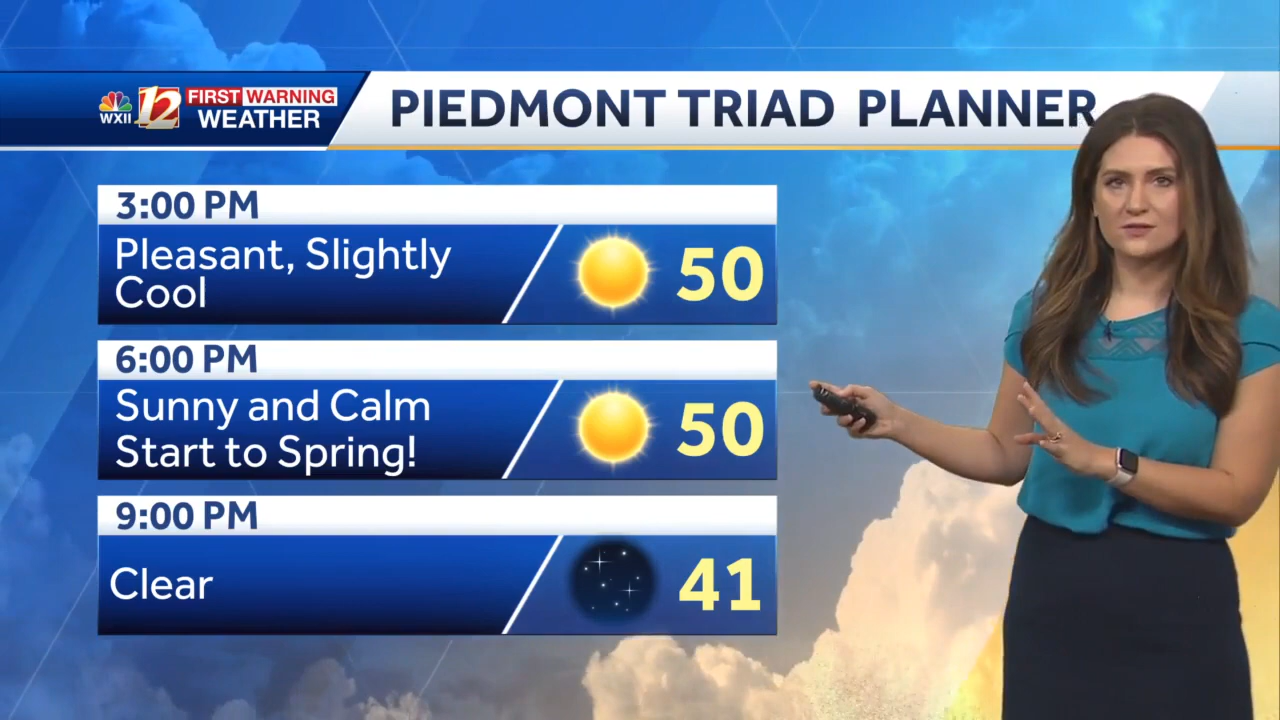 WXII 12 FIRST WARNING
WEATHER
PIEDMONT TRIAD PLANNER
3:00 PM
Pleasant, Slightly
Cool
50
6:00 PM
Sunny and Calm
Start to Spring!
50
9:00 PM
Clear
41